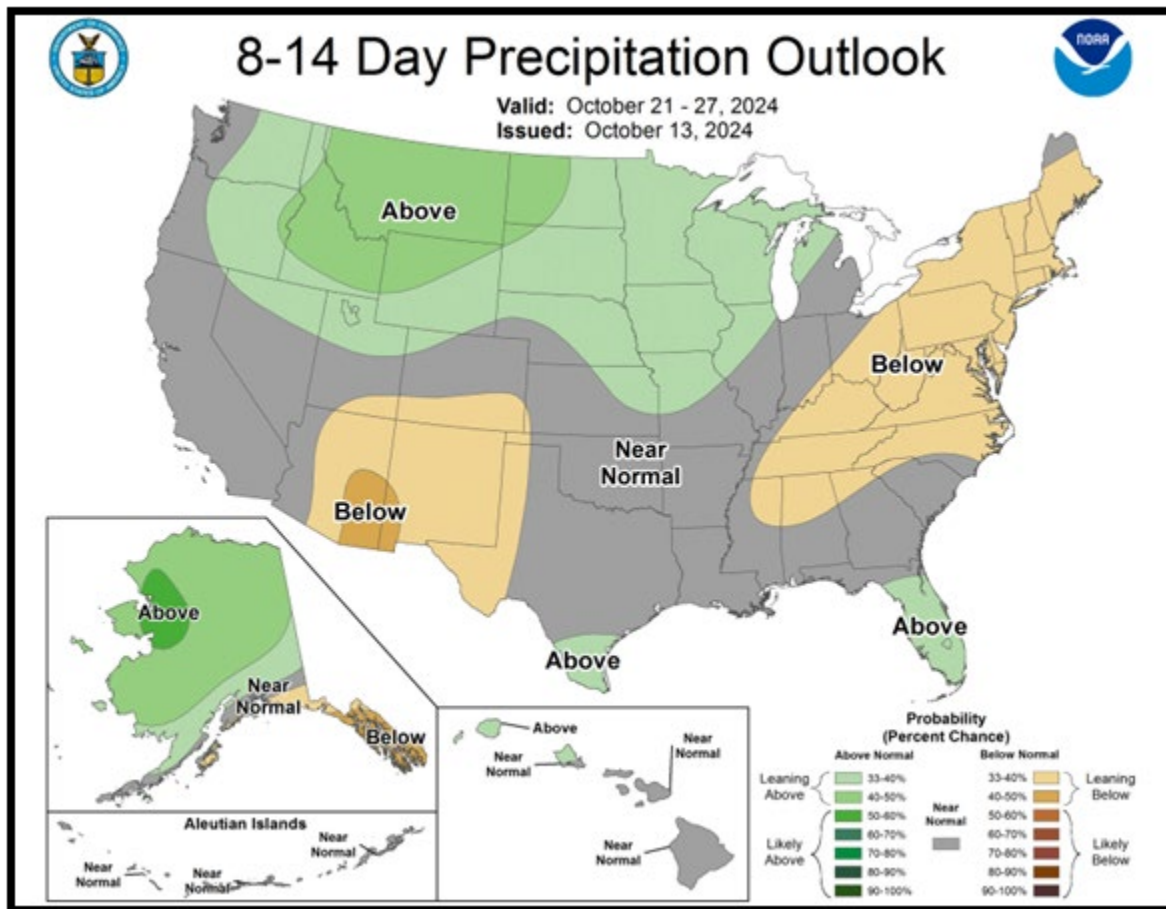 8-14 Day Precipitation Outlook
NOAA
Valid: October 21 - 27, 2024
Issued: October 13, 2024
Above
Below
Near
Normal
Below
Above
Above
Above
Near
Normal
Below
Aleutian Islands
Near
Normal
Near
Normal
Near
Normal
Above
Near
Normal
Near
Normal
Near
Normal
Probability
(Percent Chance)
Above Normal
Below Normal
Leaning
Above
33-40%
40-50%
50-60%
60-70%
70-80%
80-90%
90-100%
Likely
Above
Near
Normal
33-40%
40-50%
50-60%
60-70%
70-80%
80-90%
90-100%
Leaning
Below
Likely
Below